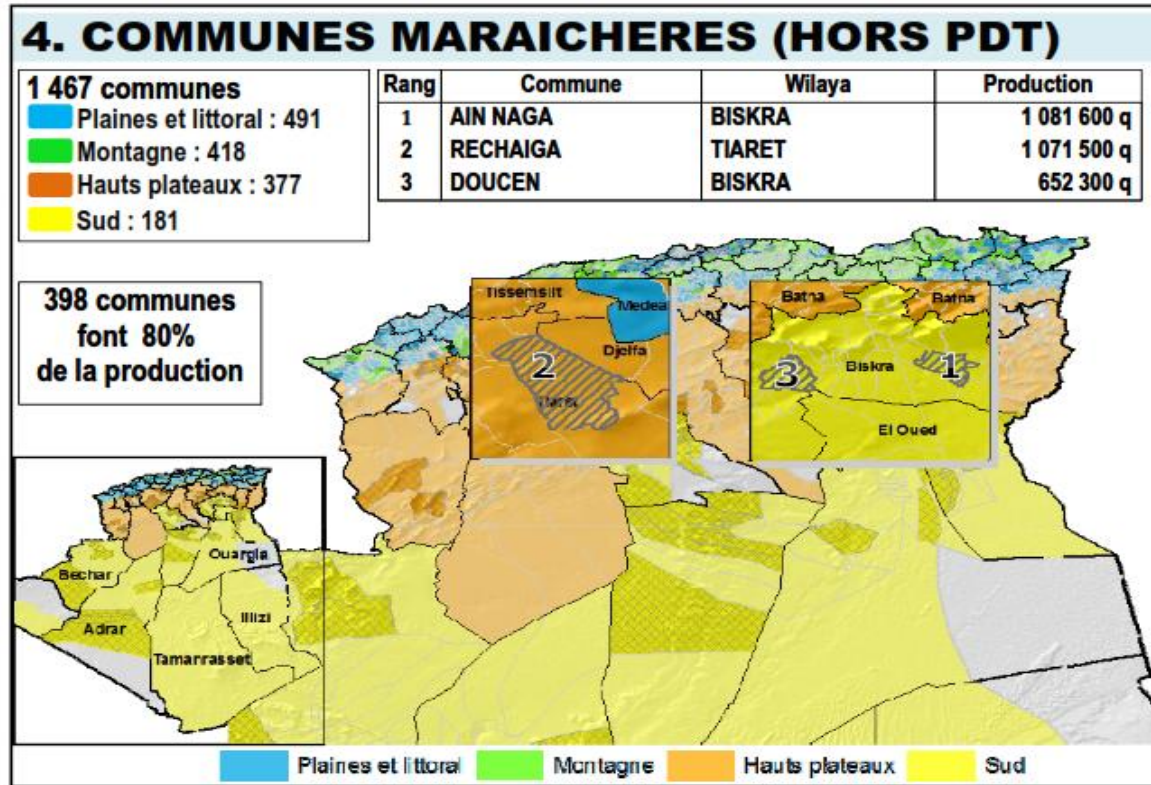 4. COMMUNES MARAICHERES (HORS PDT)
1 467 communes
Plaines et littoral : 491
Montagne : 418
Hauts plateaux : 377
Sud : 181
Rang Commune Wilaya Production
1 AIN NAGA BISKRA 1 081 600 q
2 RECHAIGA TIARET 1 071 500 q
3 DOUCEN BISKRA 652 300 q
398 communes
font 80%
de la production
Tissemsilt
Medea
Djelfa
2
Tiaret
Batna
Batna
3
Biskra
1
El Oued
Ouargla
Bechar
Illizi
Adrar
Tamanrasset
Plaines et littoral Montagne Hauts plateaux Sud